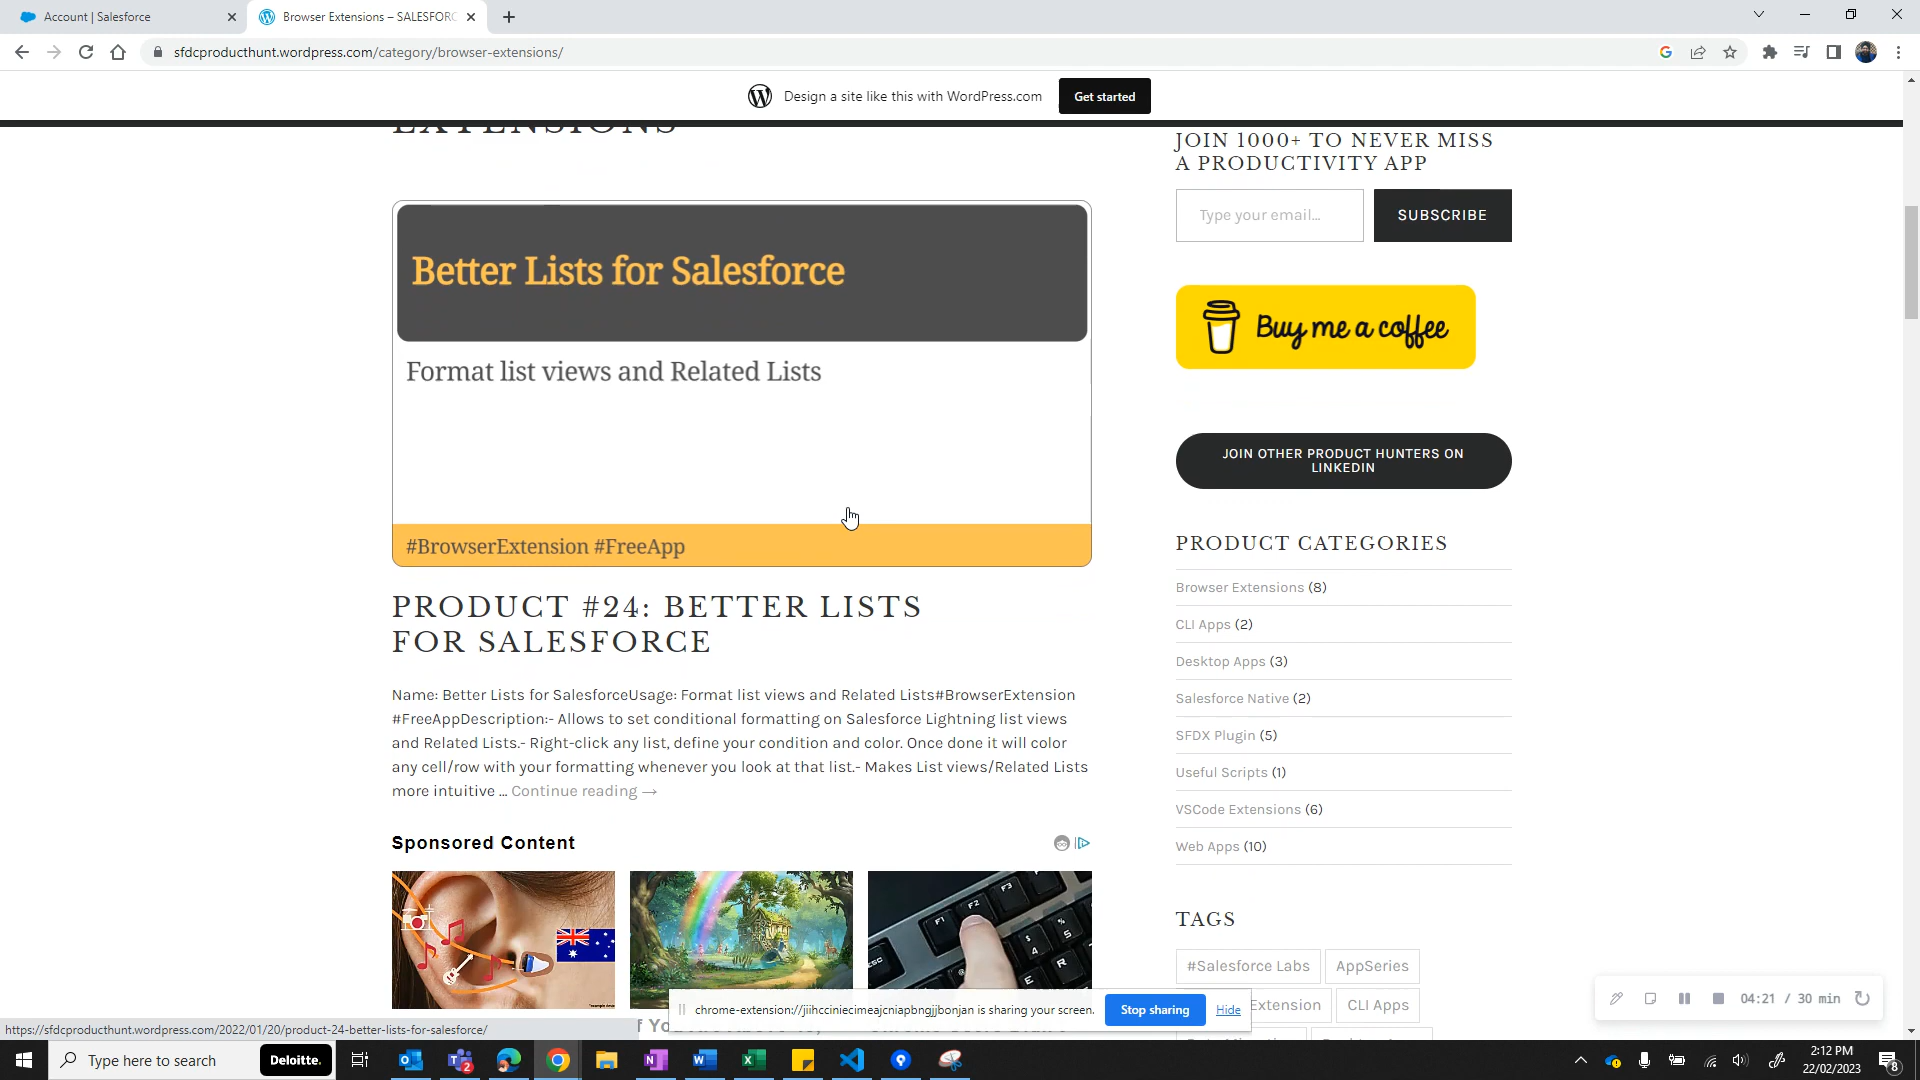 Account | Salesforce
Browser Extensions – SALESFORC
sfdcproducthunt.wordpress.com/category/browser-extensions/
Design a site like this with WordPress.com
Get started
EXTENSIONS
JOIN 1000+ TO NEVER MISS
A PRODUCTIVITY APP
Type your email...
SUBSCRIBE
Better Lists for Salesforce
Format list views and Related Lists
#BrowserExtension #FreeApp
Buy me a coffee
JOIN OTHER PRODUCT HUNTERS ON
LINKEDIN
PRODUCT #24: BETTER LISTS
FOR SALESFORCE
Name: Better Lists for SalesforceUsage: Format list views and Related Lists#BrowserExtension
#FreeAppDescription:- Allows to set conditional formatting on Salesforce Lightning list views
and Related Lists.- Right-click any list, define your condition and color. Once done it will color
any cell/row with your formatting whenever you look at that list.- Makes List views/Related Lists
more intuitive ... Continue reading →
PRODUCT CATEGORIES
Browser Extensions (8)
CLI Apps (2)
Desktop Apps (3)
Salesforce Native (2)
SFDX Plugin (5)
Useful Scripts (1)
VSCode Extensions (6)
Web Apps (10)
Sponsored Content
F1
F2
F3
TAGS
#Salesforce Labs
AppSeries
Extension
CLI Apps
chrome-extension://jiihcciniecimeajcniapbngjjbonjan is sharing your screen.
Stop sharing
Hide
04:21 / 30 min
https://sfdcproducthunt.wordpress.com/2022/01/20/product-24-better-lists-for-salesforce/
Type here to search
Deloitte.
2
2:12 PM
22/02/2023
8